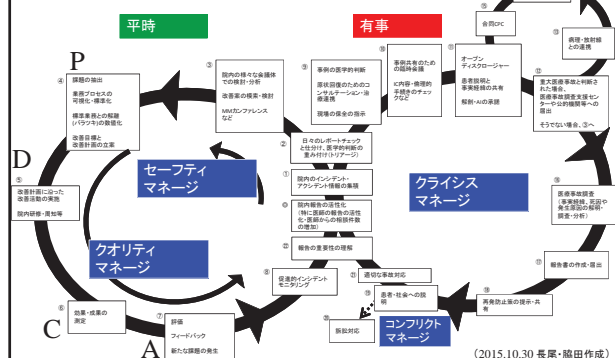 平時
有事
P
④
課題の抽出
業務プロセスの
可視化・標準化
標準業務との解離
(バラツキ)の数値化
改善目標と
改善計画の立案
③
院内の様々な会議体
での検討・分析
改善案の模索・検討
MMカンファレンス
など
⑨
事例の医学的判断
原状回復のためのコ
ンサルテーション・治
療連携
現場の保全の指示
⑩
事例共有のため
の臨時会議
IC内容・倫理的
手続きのチェック
など
⑪
オープン
ディスクロージャー
患者説明と
事実経緯の共有
解剖・AIの承諾
⑮
合同CPC
⑬
病理・放射線
との連携
⑫
重大医療事故と判断さ
れた場合、
医療事故調査支援セン
ターや公的機関等への
届出
そうでない場合、③へ
②
日々のレポートチェック
と仕分け、医学的判断の
重み付け(トリアージ)
①
院内のインシデント・
アクシデント情報の集積
院内報告の活性化
(特に医師の報告の活性
化・医師からの相談件数
の増加)
㉒
報告の重要性の理解
⑧
促進的インシデント
モニタリング
D
⑤
改善計画に沿った
改善活動の実施
院内研修・周知等
セーフティ
マネージ
クオリティ
マネージ
クライシス
マネージ
⑯
医療事故調査
(事実経緯、死因や
発生原因の解明・
調査・分析)
⑰
報告書の作成・届出
⑱
再発防止策の提示・共
有
㉑
適切な事故対応
⑲
患者・社会への説
明
⑳
訴訟対応
コンフリクト
マネージ
C
⑥
効果・成果の
測定
A
⑦
評価
フィードバック
新たな課題の発生
(2015.10.30 長尾・脇田作成)